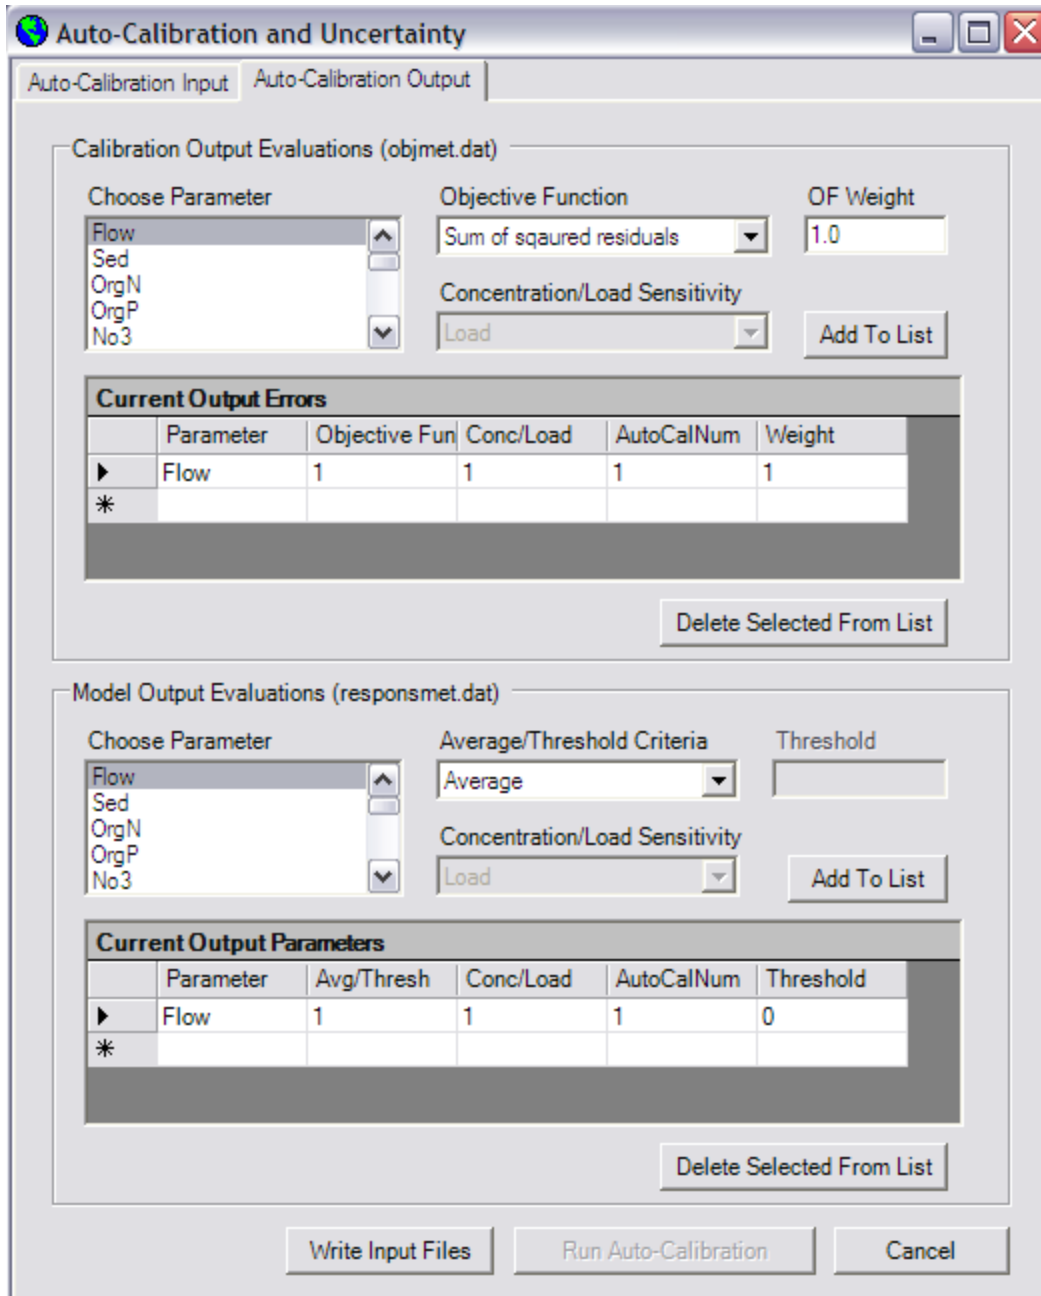 Auto-Calibration and Uncertainty
Auto-Calibration Input Auto-Calibration Output
Calibration Output Evaluations (objmet.dat)
Choose Parameter Objective Function OF Weight
Flow Sum of sqaured residuals 1.0
Sed
OrgN Concentration/Load Sensitivity
OrgP
No3 Load Add To List
Current Output Errors
Parameter Objective Fun Conc/Load AutoCalNum Weight
Flow 1 1 1 1
Delete Selected From List
Model Output Evaluations (responsmet.dat)
Choose Parameter Average/Threshold Criteria Threshold
Flow Average
Sed
OrgN Concentration/Load Sensitivity
OrgP
No3 Load Add To List
Current Output Parameters
Parameter Avg/Thresh Conc/Load AutoCalNum Threshold
Flow 1 1 1 0
Delete Selected From List
Write Input Files Run Auto-Calibration Cancel